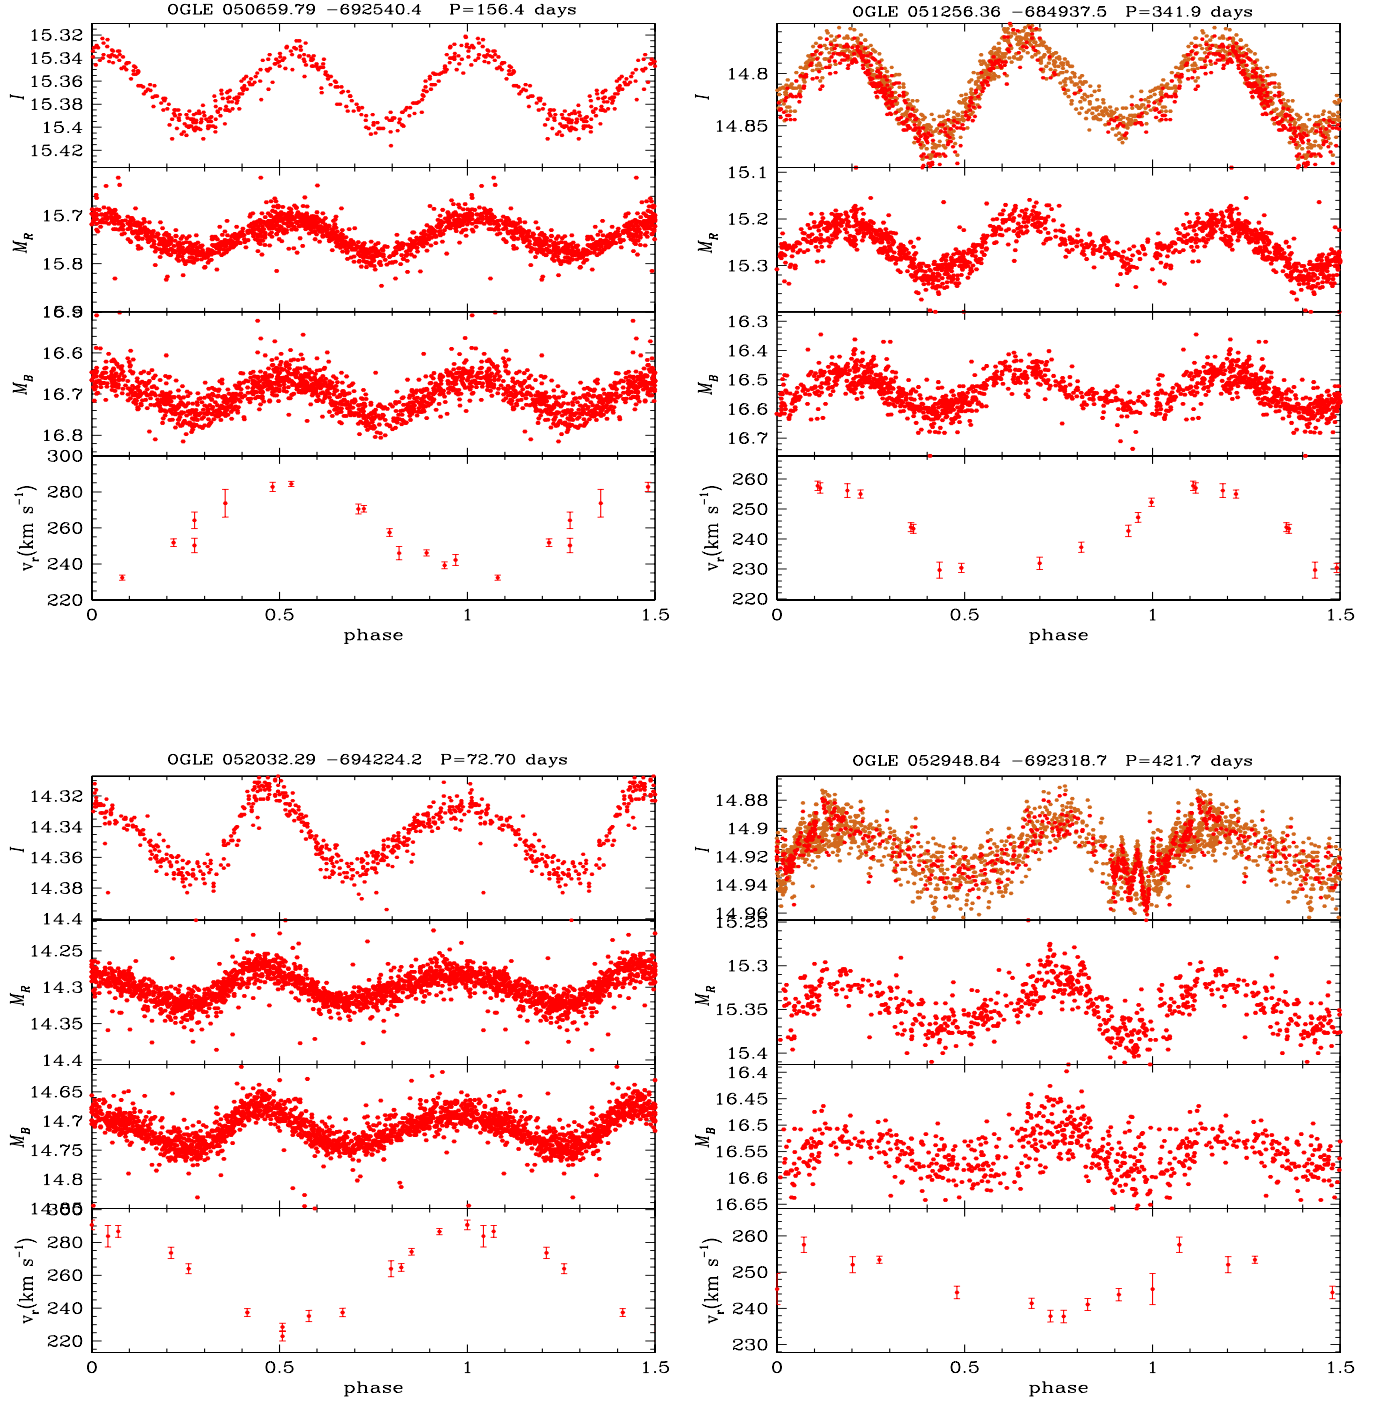 OGLE 050659.79 −692540.4 P=156.4 days
15.32
15.34
15.36
15.38
15.4
15.42
I
15.7
15.8
15.9
M_R
16.6
16.7
16.8
M_B
300
280
260
240
220
v_r(km s⁻¹)
0 0.5 1 1.5
phase
OGLE 051256.36 −684937.5 P=341.9 days
14.8
14.85
I
15.1
15.2
15.3
M_R
16.3
16.4
16.5
16.6
16.7
M_B
260
250
240
230
220
v_r(km s⁻¹)
0 0.5 1 1.5
phase
OGLE 052032.29 −694224.2 P=72.70 days
14.32
14.34
14.36
14.38
14.4
I
14.25
14.3
14.35
14.4
M_R
14.65
14.7
14.75
14.8
14.85
M_B
300
280
260
240
220
v_r(km s⁻¹)
0 0.5 1 1.5
phase
OGLE 052948.84 −692318.7 P=421.7 days
14.88
14.9
14.92
14.94
14.96
I
15.25
15.3
15.35
15.4
M_R
16.4
16.45
16.5
16.55
16.6
16.65
M_B
260
250
240
230
v_r(km s⁻¹)
0 0.5 1 1.5
phase